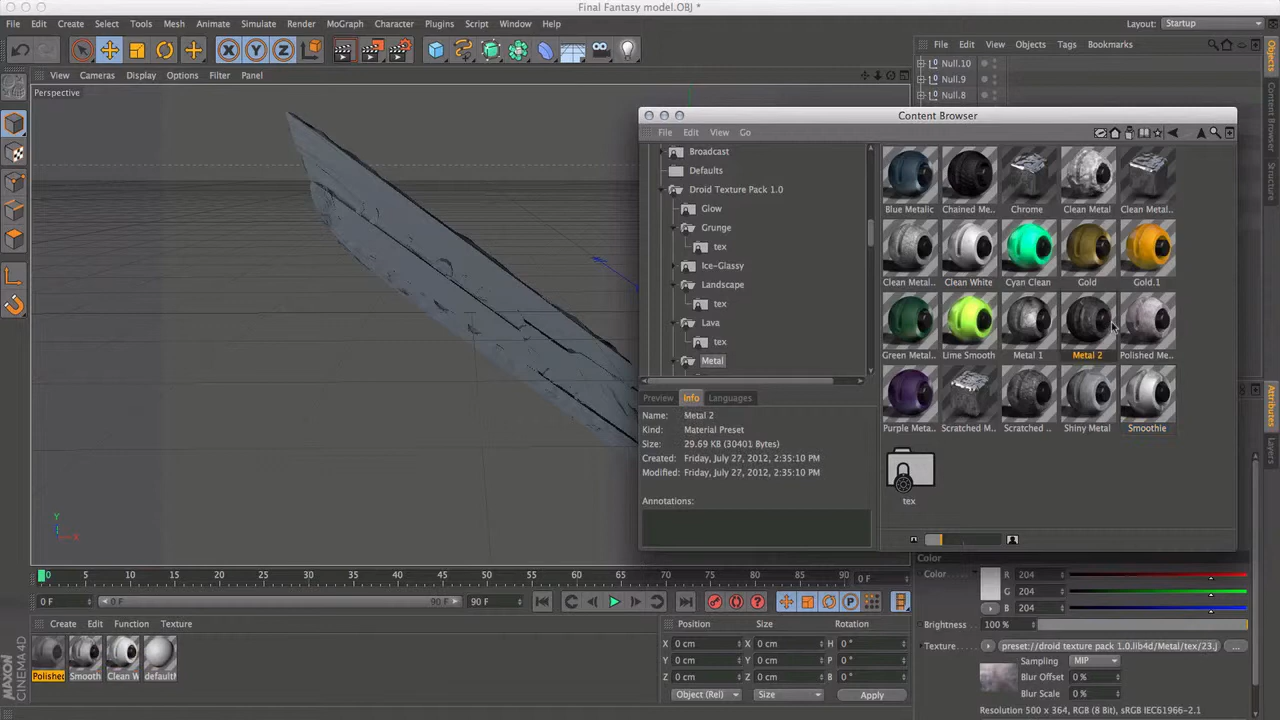 Final Fantasy model.OBJ *
File Edit Create Select Tools Mesh Animate Simulate Render MoGraph Character Plugins Script Window Help
Layout: Startup
File Edit View Objects Tags Bookmarks
View Cameras Display Options Filter Panel
Perspective
Null.10
Null.9
Null.8
Content Browser
File Edit View Go
Broadcast
Defaults
Droid Texture Pack 1.0
Glow
Grunge
tex
Ice-Glassy
Landscape
tex
Lava
tex
Metal
Blue Metalic Chained Me... Chrome Clean Metal Clean Metal..
Clean Metal.. Clean White Cyan Clean Gold Gold.1
Green Metal.. Lime Smooth Metal 1 Metal 2 Polished Me...
Purple Meta.. Scratched M.. Scratched .. Shiny Metal Smoothie
tex
Preview Info Languages
Name: Metal 2
Kind: Material Preset
Size: 29.69 KB (30401 Bytes)
Created: Friday, July 27, 2012, 2:35:10 PM
Modified: Friday, July 27, 2012, 2:35:10 PM
Annotations:
Objects
Content Browser
Structure
Attributes
Layers
Y
X
0 5 10 15 20 25 30 35 40 45 50 55 60 65 70 75 80 85 90 0 F
0 F 0 F 90 F 90 F
Create Edit Function Texture
Polished Smooth Clean W default
Position Size Rotation
X 0 cm X 0 cm H 0 °
Y 0 cm Y 0 cm P 0 °
Z 0 cm Z 0 cm B 0 °
Object (Rel) Size Apply
Color
Color R 204
G 204
B 204
Brightness 100 %
Texture preset://droid texture pack 1.0.lib4d/Metal/tex/23.j ...
Sampling MIP
Blur Offset 0 %
Blur Scale 0 %
Resolution 500 x 364, RGB (8 Bit), sRGB IEC61966-2.1
MAXON
CINEMA 4D